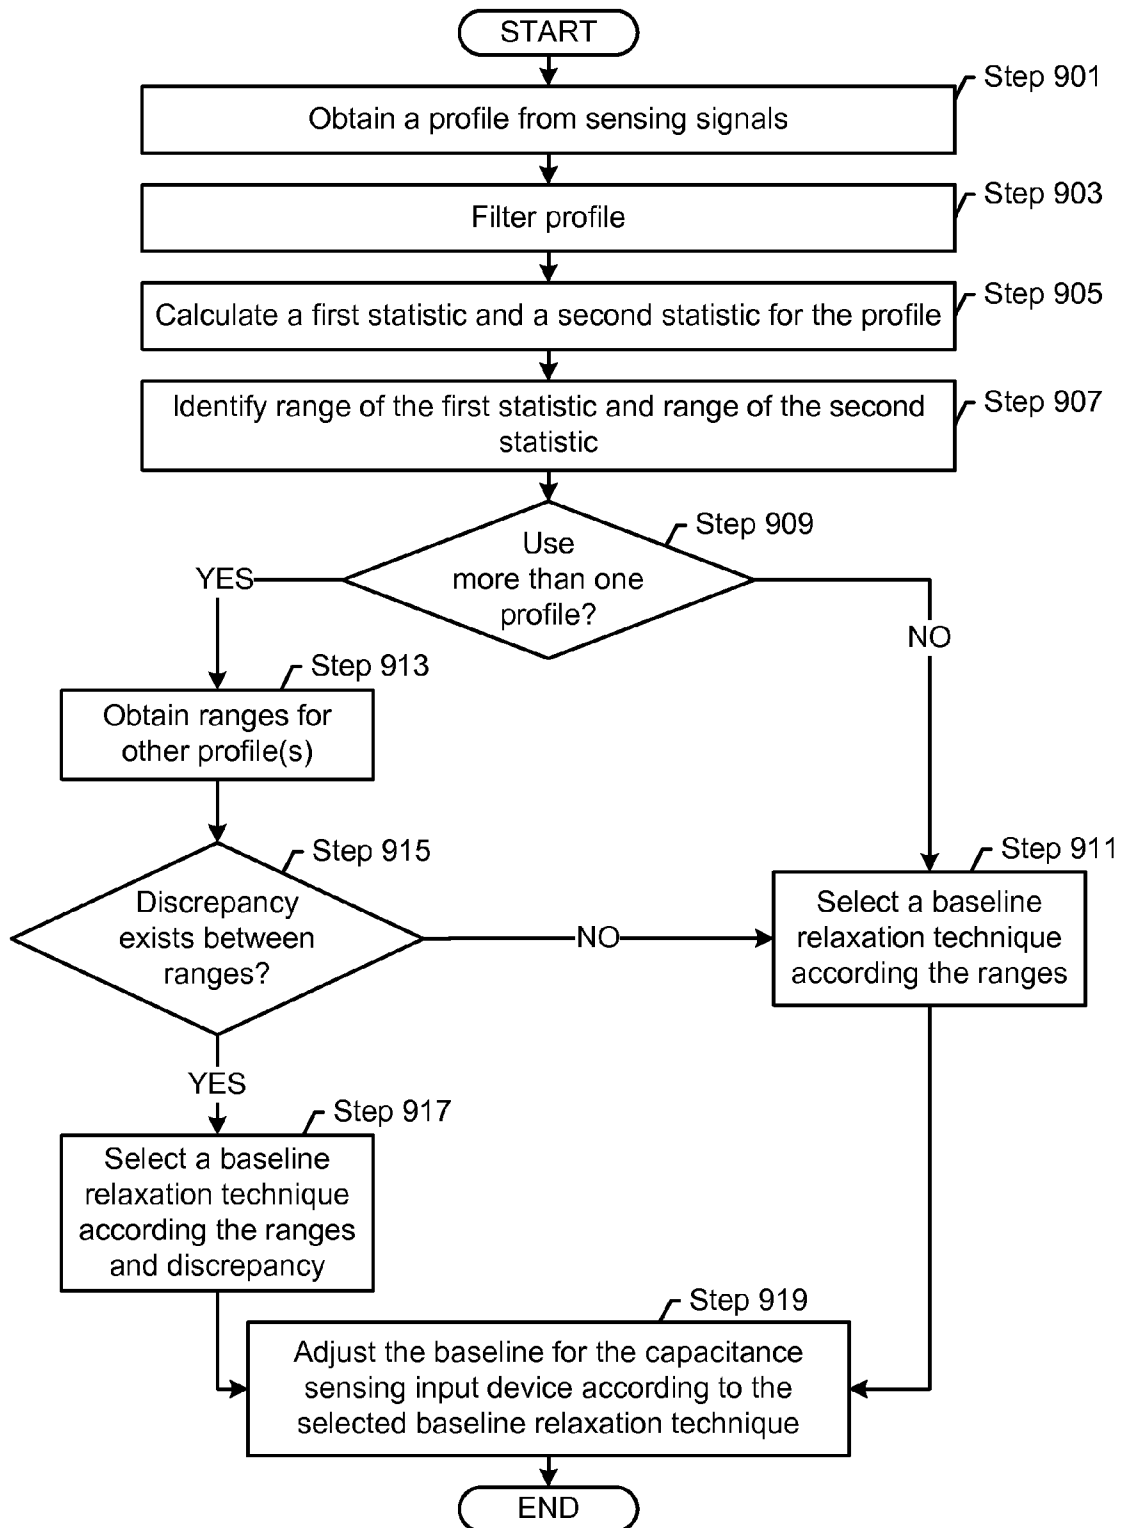 START
Step 901
Obtain a profile from sensing signals
Step 903
Filter profile
Step 905
Calculate a first statistic and a second statistic for the profile
Step 907
Identify range of the first statistic and range of the second
statistic
Step 909
Use
more than one
profile?
YES
NO
Step 913
Obtain ranges for
other profile(s)
Step 915
Discrepancy
exists between
ranges?
NO
Step 911
Select a baseline
relaxation technique
according the ranges
YES
Step 917
Select a baseline
relaxation technique
according the ranges
and discrepancy
Step 919
Adjust the baseline for the capacitance
sensing input device according to the
selected baseline relaxation technique
END